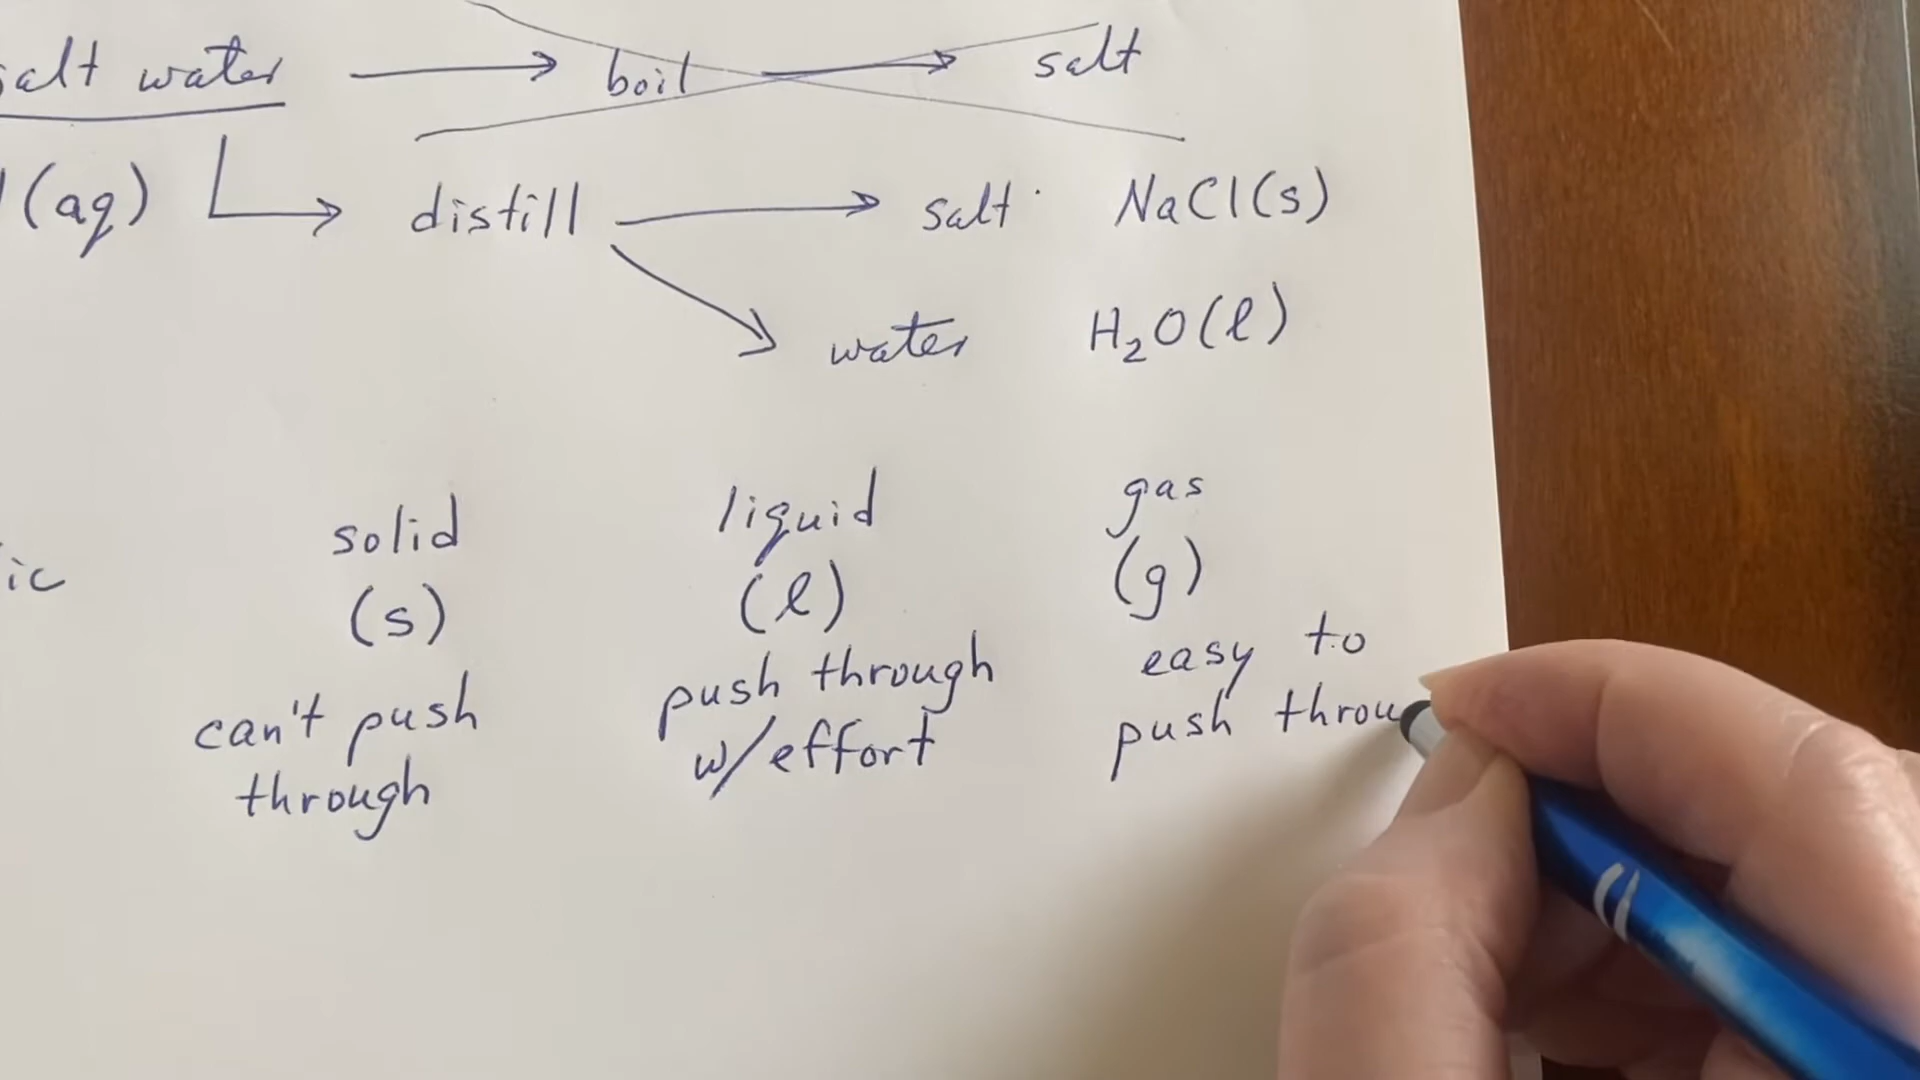 salt water → boil → salt
l(aq) → distill → salt NaCl(s)
water H₂O(l)
solid liquid gas
ic (s) (l) (g)
can't push push through easy to
through w/effort push throu